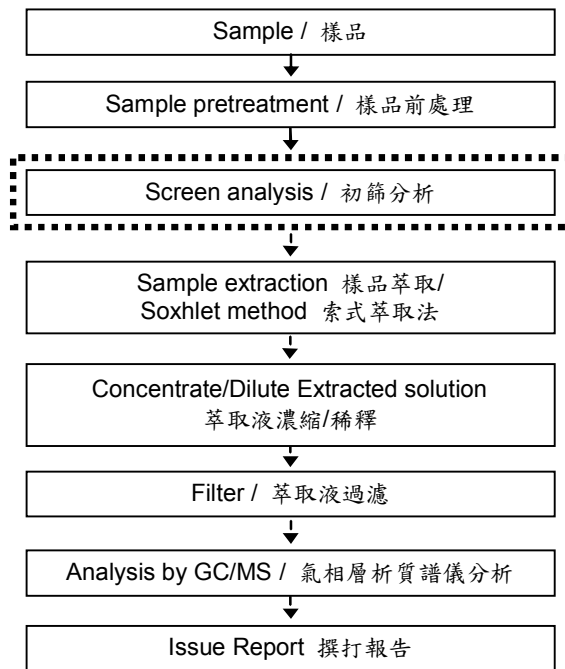 Sample / 樣品
Sample pretreatment / 樣品前處理
Screen analysis / 初篩分析
Sample extraction 樣品萃取/
Soxhlet method 索式萃取法
Concentrate/Dilute Extracted solution
萃取液濃縮/稀釋
Filter / 萃取液過濾
Analysis by GC/MS / 氣相層析質譜儀分析
Issue Report 撰打報告